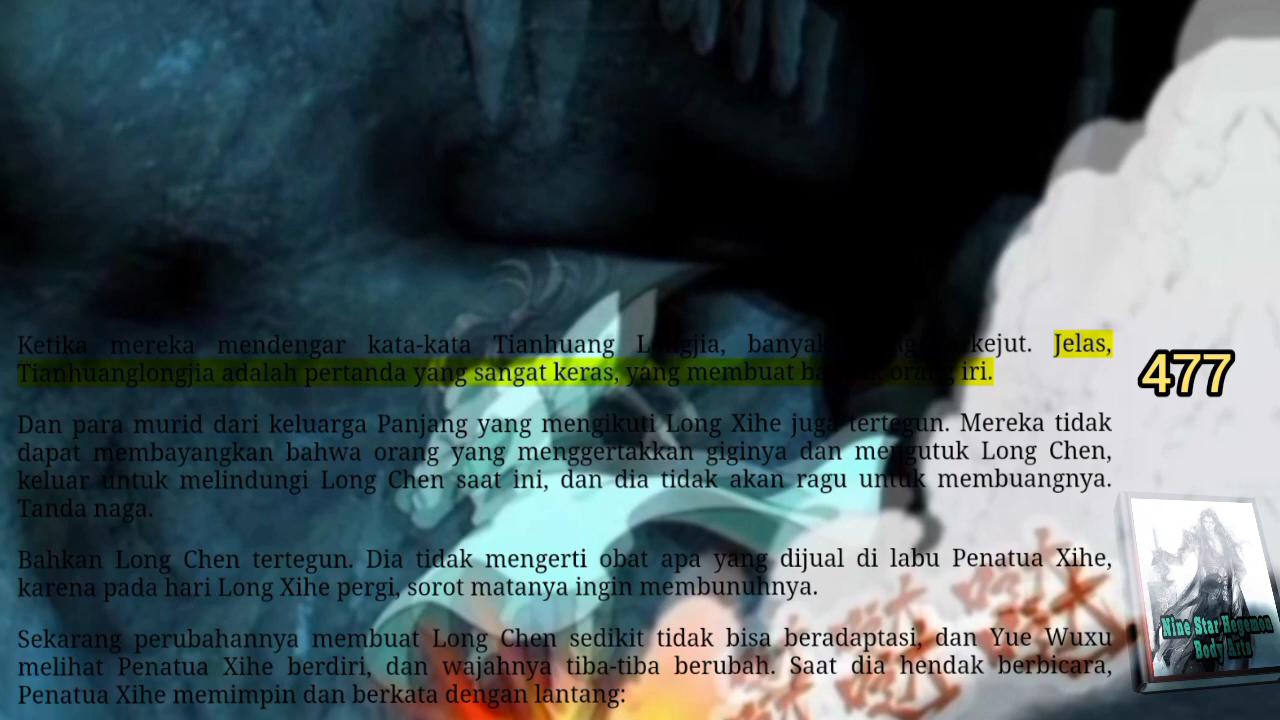 Ketika mereka mendengar kata-kata Tianhuang Longjia, banyak terkejut. Jelas,
Tianhuanglongjia adalah pertanda yang sangat keras, yang membuat banyak orang iri.
Dan para murid dari keluarga Panjang yang mengikuti Long Xihe juga tertegun. Mereka tidak
dapat membayangkan bahwa orang yang menggertakkan giginya dan mengutuk Long Chen,
keluar untuk melindungi Long Chen saat ini, dan dia tidak akan ragu untuk membuangnya.
Tanda naga.
Bahkan Long Chen tertegun. Dia tidak mengerti obat apa yang dijual di labu Penatua Xihe,
karena pada hari Long Xihe pergi, sorot matanya ingin membunuhnya.
Sekarang perubahannya membuat Long Chen sedikit tidak bisa beradaptasi, dan Yue Wuxu
melihat Penatua Xihe berdiri, dan wajahnya tiba-tiba berubah. Saat dia hendak berbicara,
Penatua Xihe memimpin dan berkata dengan lantang:
477
Nine Star Hegemon
Body Arts